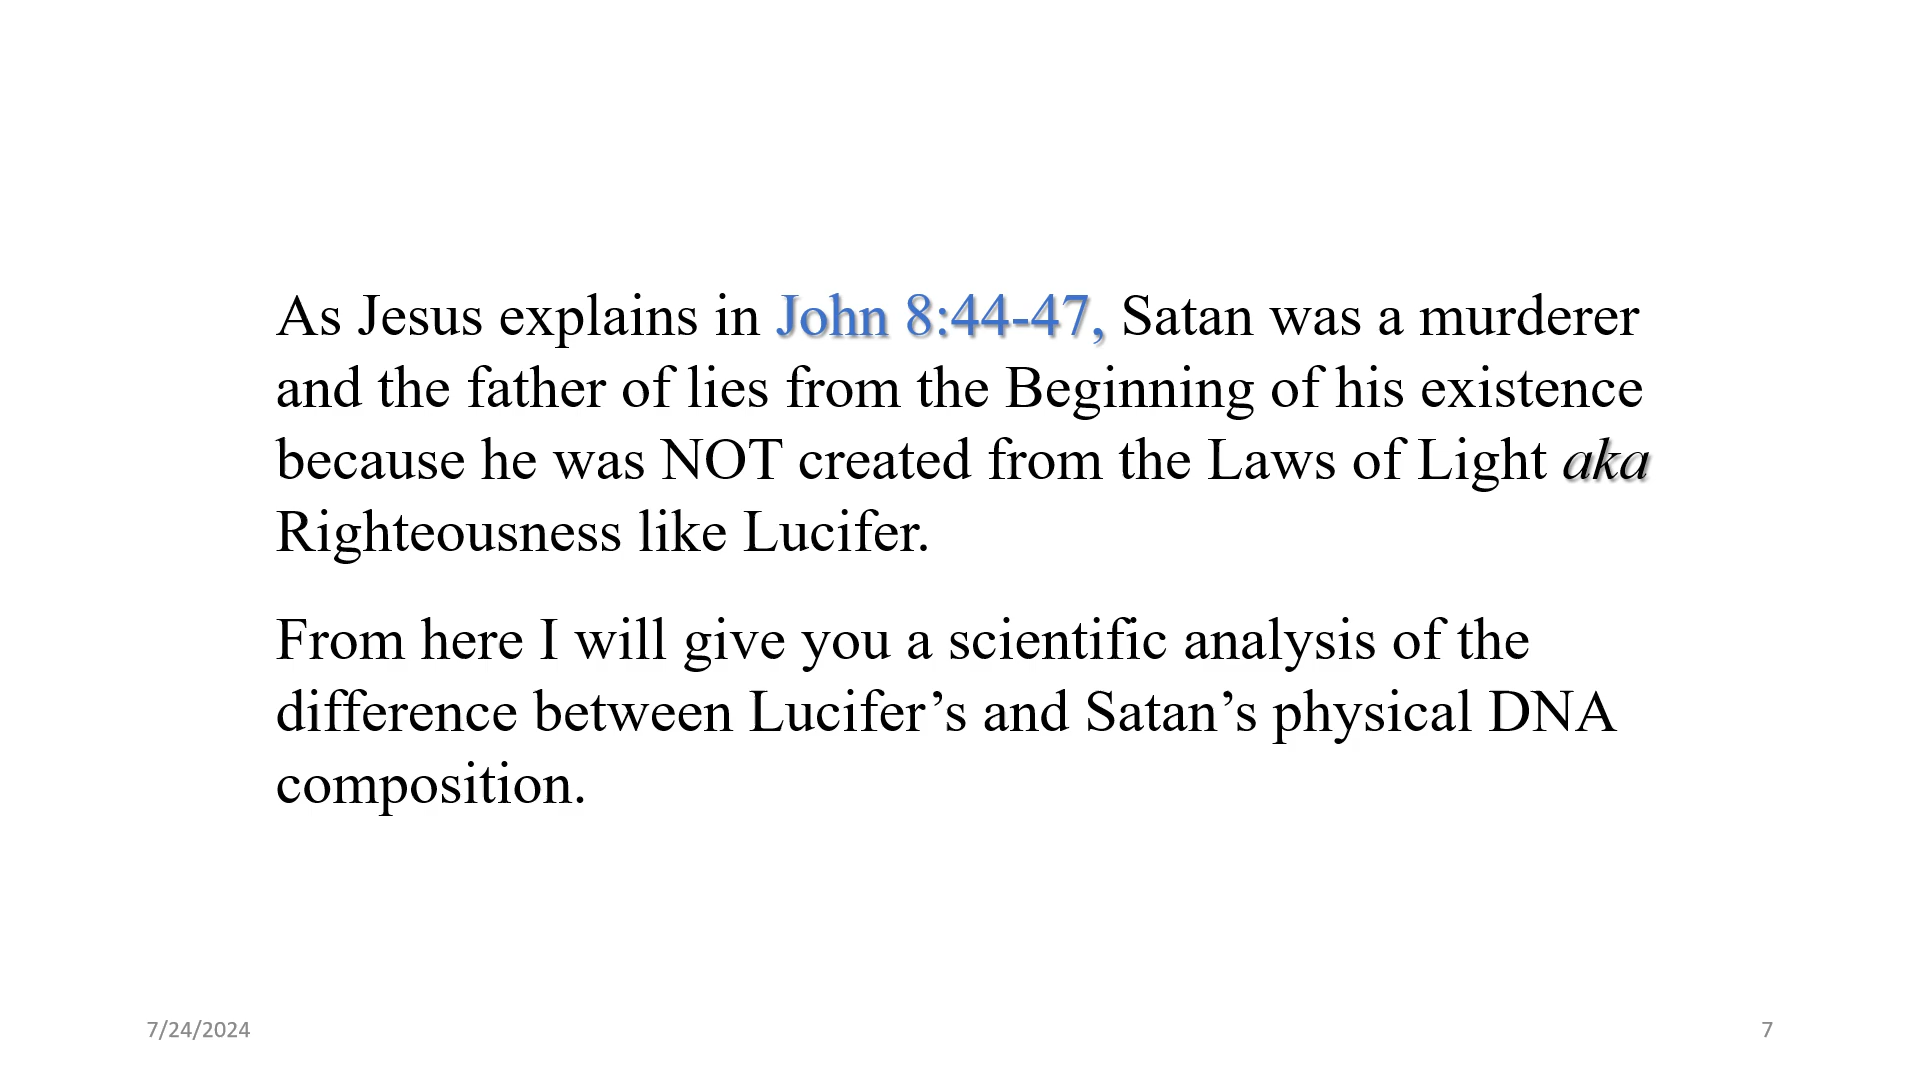 As Jesus explains in John 8:44-47, Satan was a murderer
and the father of lies from the Beginning of his existence
because he was NOT created from the Laws of Light aka
Righteousness like Lucifer.
From here I will give you a scientific analysis of the
difference between Lucifer’s and Satan’s physical DNA
composition.
7/24/2024
7